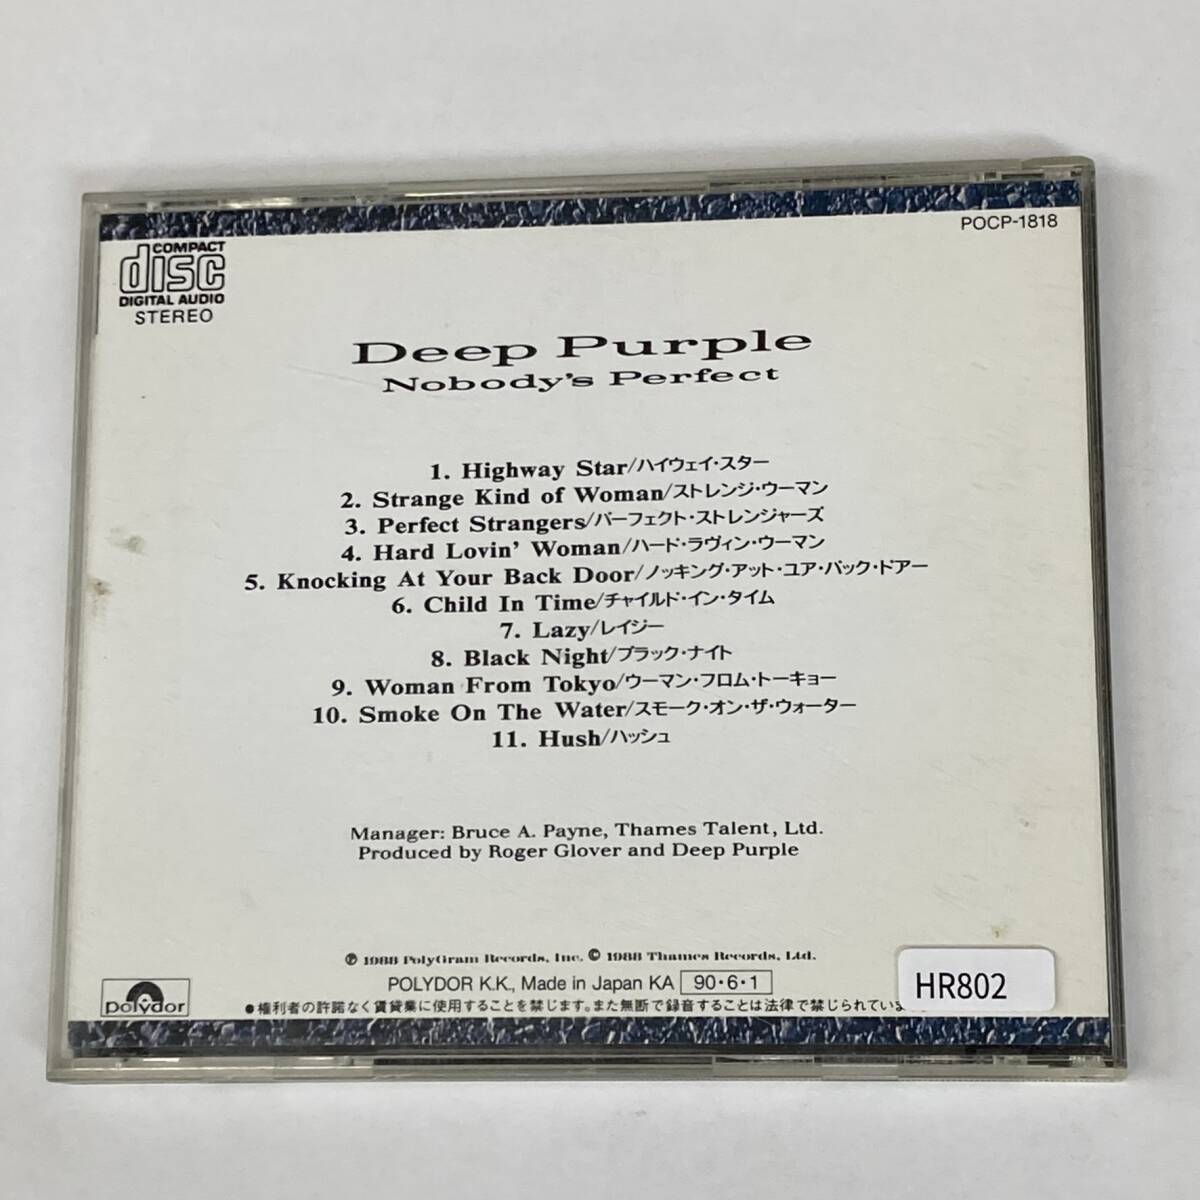 POCP-1818
COMPACT
disc
DIGITAL AUDIO
STEREO
Deep Purple
Nobody's Perfect
1. Highway Star/ハイウェイ・スター
2. Strange Kind of Woman/ストレンジ・ウーマン
3. Perfect Strangers/パーフェクト・ストレンジャーズ
4. Hard Lovin' Woman/ハード・ラヴィン・ウーマン
5. Knocking At Your Back Door/ノッキング・アット・ユア・バック・ドアー
6. Child In Time/チャイルド・イン・タイム
7. Lazy/レイジー
8. Black Night/ブラック・ナイト
9. Woman From Tokyo/ウーマン・フロム・トーキョー
10. Smoke On The Water/スモーク・オン・ザ・ウォーター
11. Hush/ハッシュ
Manager: Bruce A. Payne, Thames Talent, Ltd.
Produced by Roger Glover and Deep Purple
℗ 1988 PolyGram Records, Inc. © 1988 Thames Records, Ltd.
POLYDOR K.K., Made in Japan KA 90・6・1
●権利者の許諾なく賃貸業に使用することを禁じます。また無断で録音することは法律で禁じられていま
polydor
HR802